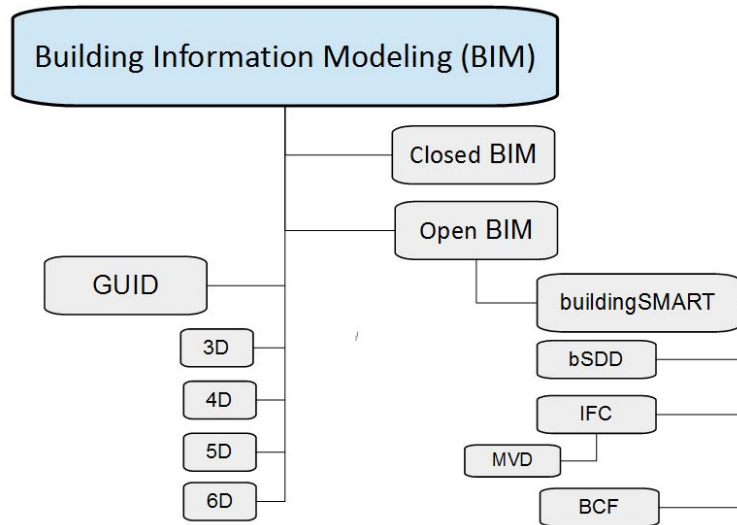 Building Information Modeling (BIM)
Closed BIM
Open BIM
GUID
buildingSMART
3D
bSDD
4D
IFC
5D
MVD
6D
BCF